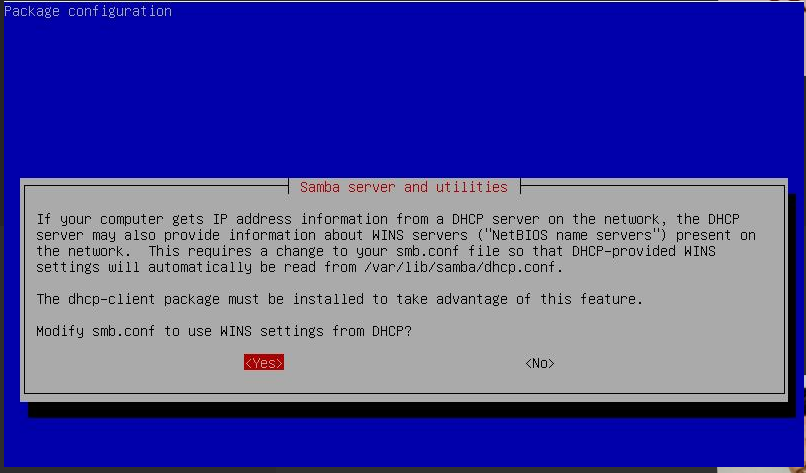 Package configuration
Samba server and utilities
If your computer gets IP address information from a DHCP server on the network, the DHCP
server may also provide information about WINS servers ("NetBIOS name servers") present on
the network.  This requires a change to your smb.conf file so that DHCP-provided WINS
settings will automatically be read from /var/lib/samba/dhcp.conf.
The dhcp-client package must be installed to take advantage of this feature.
Modify smb.conf to use WINS settings from DHCP?
<Yes> <No>